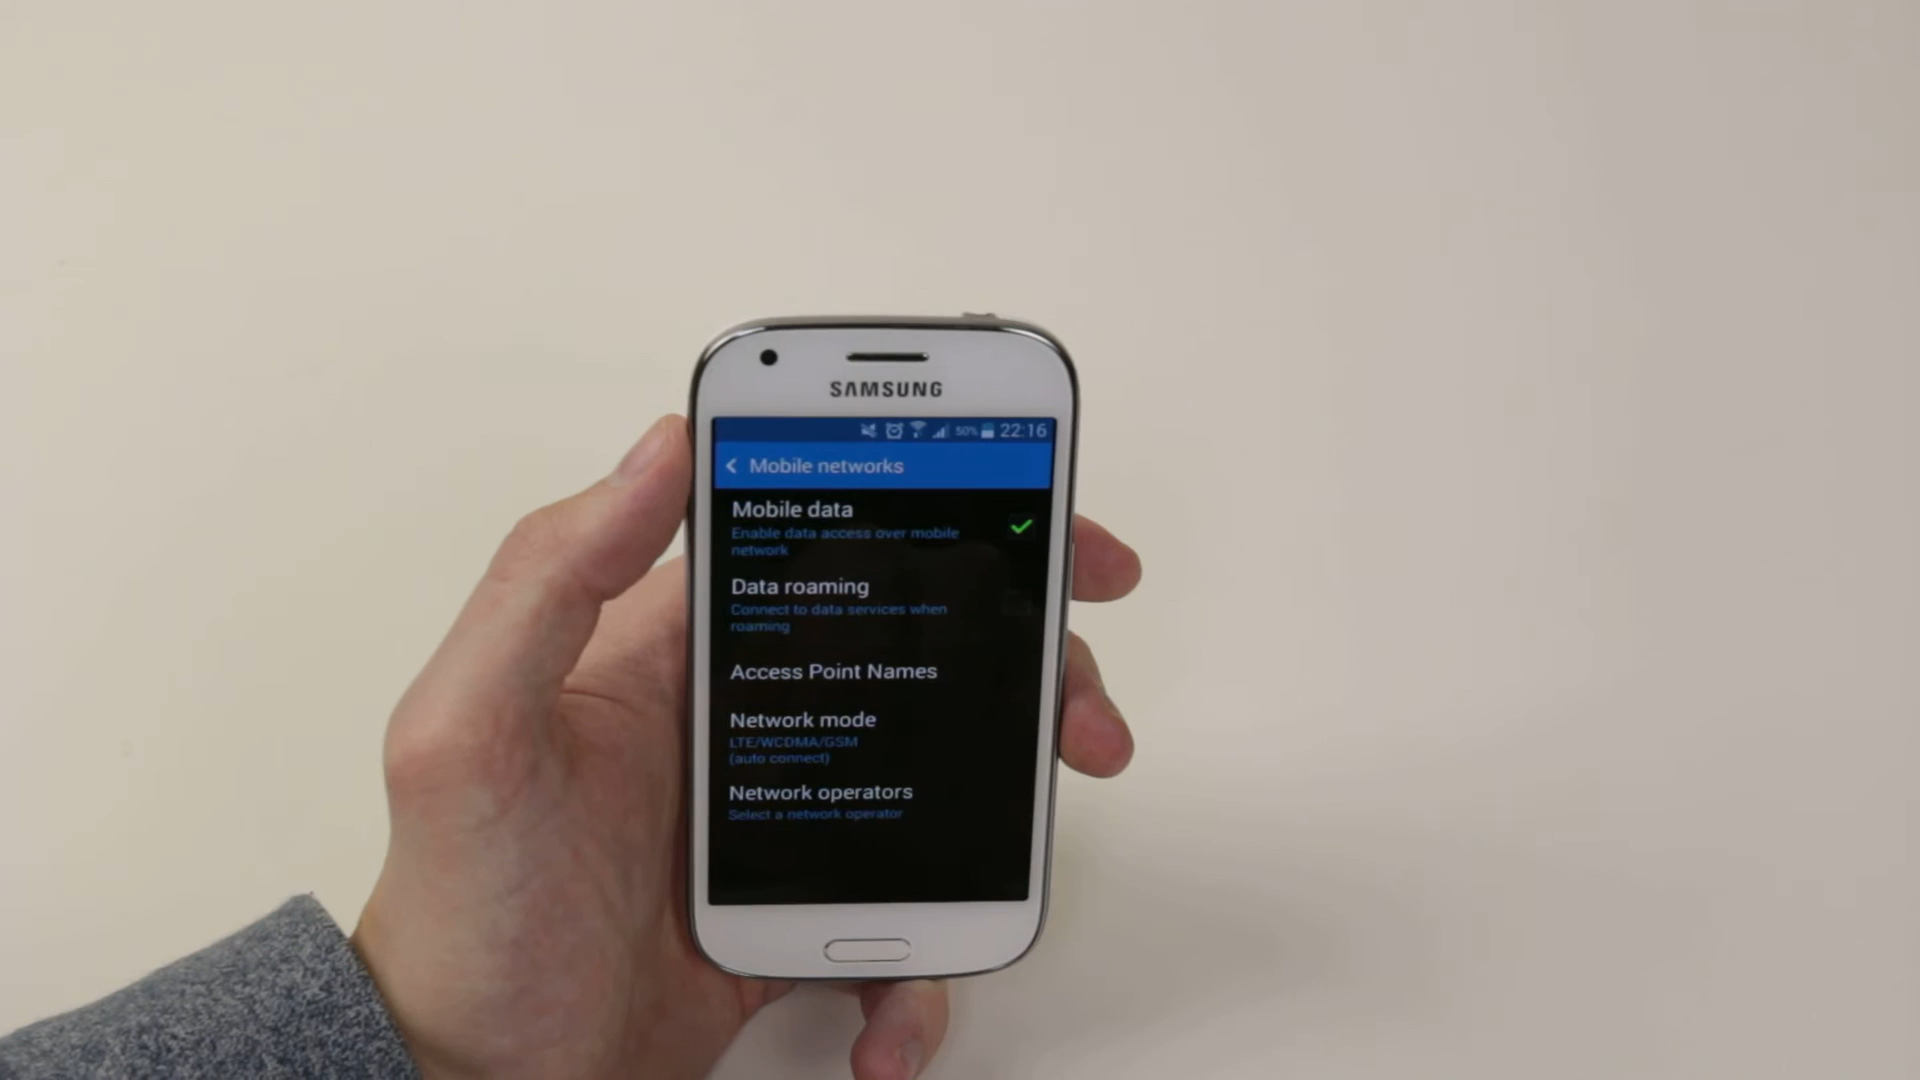 SAMSUNG
50% 22:16
Mobile networks
Mobile data
Enable data access over mobile
network
Data roaming
Connect to data services when
roaming
Access Point Names
Network mode
LTE/WCDMA/GSM
(auto connect)
Network operators
Select a network operator